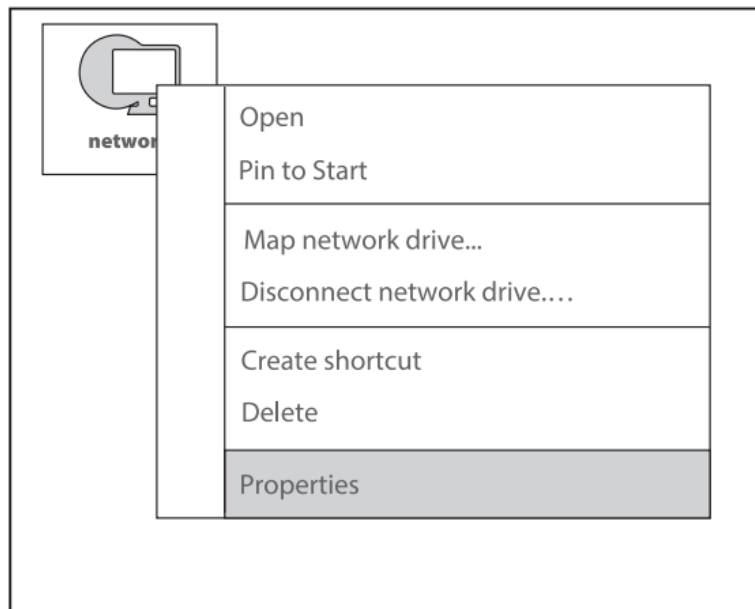 networ
Open
Pin to Start
Map network drive...
Disconnect network drive....
Create shortcut
Delete
Properties